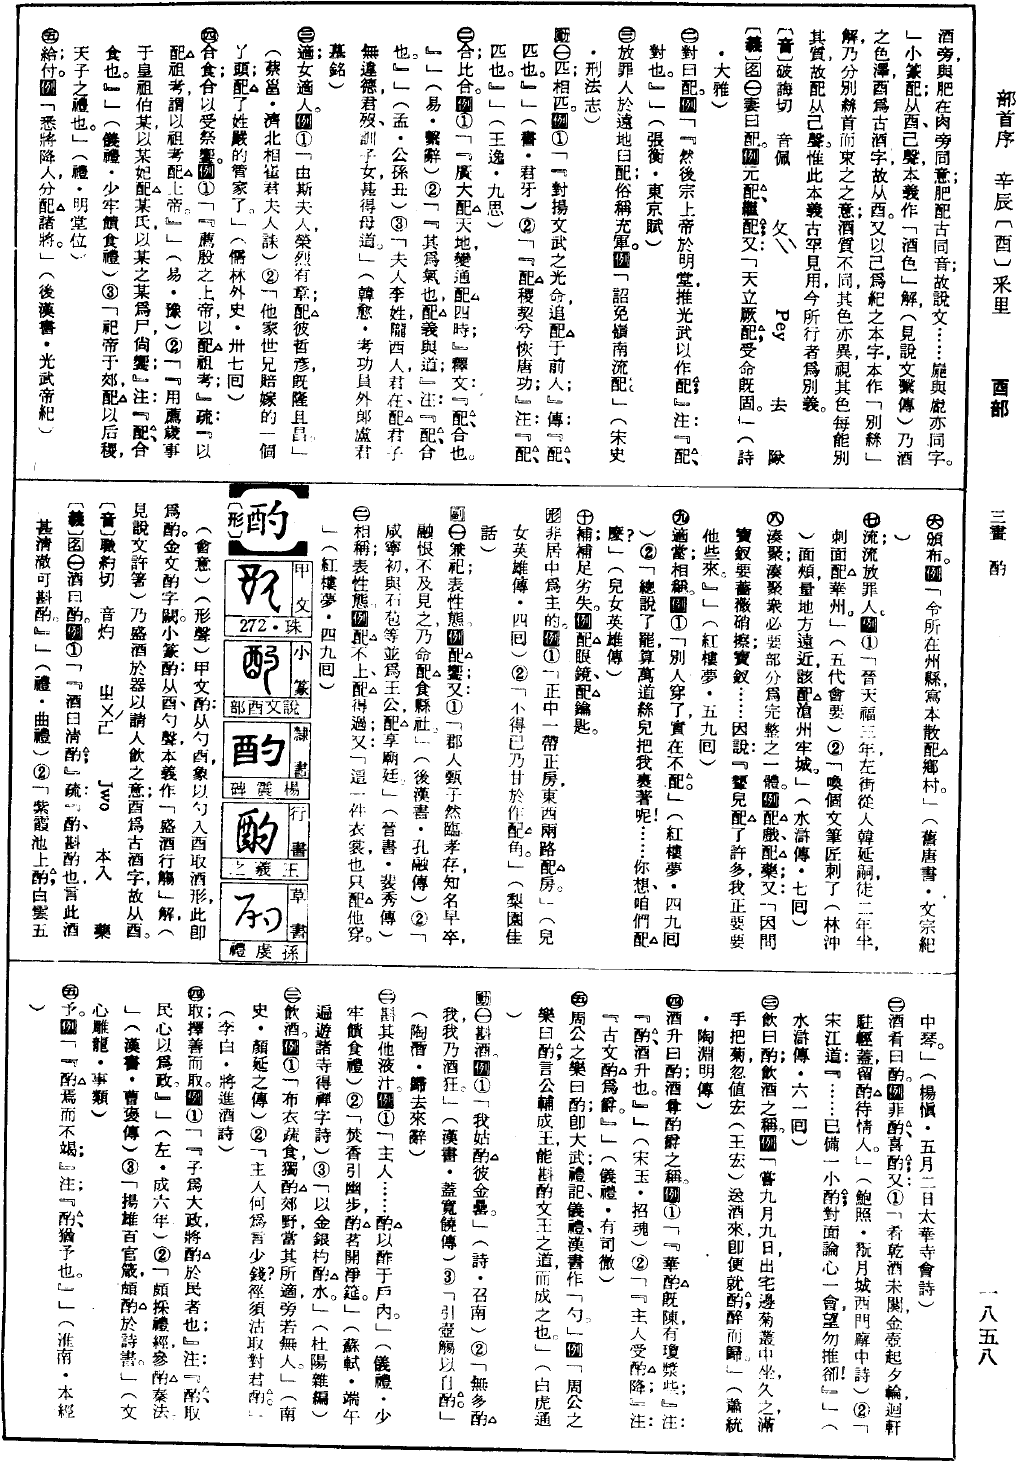 部首序　辛辰〔酉〕釆里　酉部　三畫　酌　一八五八
酒旁與肥在肉旁同意；肥配古同音；故說文……瓸與瓸亦同字。
」小篆配从酉己聲，本義作「酒色」解，（見說文繫傳）乃酒
之色澤；酉爲古酒字，故从酉。又以己爲紀之本字，本作「別絲」
解，乃分別絲首而束之之意；酒質不同，其色亦異，視其色每能別
其質，故配从己聲。惟此本義古罕見用，今所行者爲別義。
〔音〕破誨切　音佩　ㄆㄟˋ　Pey　去　隊
〔義〕名㊀妻曰配。例元配、繼配；又：「天立厥配，受命既固。」（詩
・大雅）
㊁對曰配。例「『然後宗上帝於明堂，推光武以作配；』注：『配，
對也。』」（張衡・東京賦）
㊂放罪人於遠地曰配，俗稱充軍。例「詔免嶺南流配。」（宋史
・刑法志）
動㊀匹；相匹。例①「『對揚文武之光命，追配于前人；』傳：『配，
匹也。』」（書・君牙）②「『配稷契兮恢唐功；』注：『配，
匹也。』」（王逸・九思）
㊁合；比合。例①「『廣大配天地，變通配四時；』釋文：『配，合也。
』」（易・繫辭）②「『其爲氣也，配義與道；』注：『配，合
也。』」（孟・公孫丑）③「夫人李姓，隴西人，君在，配君子
無違德；君歿，訓子女甚得母道。」（韓愈・考功員外郎盧君
墓銘）
㊂適；女適人。例①「由斯夫人，榮烈有章，配彼哲彥，既隆且昌。」
（蔡邕・濟北相崔君夫人誄）②「他家世兄賠嫁的一個
丫頭，配了姓嚴的管家了。」（儒林外史・卅七回）
㊃合食；合以受祭饗。例①「『薦殷之上帝，以配祖考；』疏：『以
配祖考，謂以祖考配上帝。』」（易・豫）②「『用薦歲事
于皇祖伯某，以某妃配某氏，以某之某爲尸，尙饗；』注：『配，合
食也。』」（儀禮・少牢饋食禮）③「祀帝于郊，配以后稷，
天子之禮也。」（禮・明堂位）
㊄給；付。例「悉將降人分配諸將。」（後漢書・光武帝紀）
㊅頒布。例「令所在州縣，寫本散配鄉村。」（舊唐書・文宗紀
）
㊆流；流放罪人。例①「晉天福三年，左街從人韓延嗣徒二年半，
刺面配華州。」（五代會要）②「喚個文筆匠刺了（林沖
）面頰，量地方遠近，該配滄州牢城。」（水滸傳・七回）
㊇湊聚；湊聚衆必要部分爲完整之一體。例配戲、配藥；又：「因問
寶釵要薔薇硝擦，寶釵……因說：『顰兒配了許多，我正要要
他些來。』」（紅樓夢・五九回）
㊈適當；相稱。例①「別人穿了，實在不配。」（紅樓夢・四九回
）②「總說了罷，算萬道絲兒把我裹著呢！……你想，咱們配
麼？」（兒女英雄傳）
㊉補；補足；劣失。例配眼鏡，配鑰匙。
形非居中爲主的。例①「正中一帶正房，東西兩路配房。」（兒
女英雄傳・四回）②「不得已乃甘於作配角。」（梨園佳
話）
副㊀兼祀；表性態。例配饗；又：①「郡人甄子然臨孝存，知名早卒，
融恨不及見之，乃命配食縣社。」（後漢書・孔融傳）②「
咸寧初，與石苞等並爲王公，配享廟廷。」（晉書・裴秀傳）
㊁相稱；表性態。例配不上，配得過；又：「這一件衣裳也只配他穿。
」（紅樓夢・四九回）
酌
〔形〕
甲文　珠・272
小篆　說文酉部
隸書　楊震碑
行書　王羲之
草書　孫虔禮
（會意）（形聲）甲文酌，从勺酉，象以勺入酉取酒形，此卽
爲酌。金文酌字闕。小篆酌：从酉，勺聲，本義作「盛酒行觴」解，（
見說文許箸）乃盛酒於器以請人飲之意；酉爲古酒字，故从酉。
〔音〕職約切　音灼　ㄓㄨㄛˊ　Jwo　本入　藥
〔義〕名㊀酒曰酌。例①「『酒曰清酌；』疏：『酌，斟酌也，言此酒
甚清澈可斟酌。』」（禮・曲禮）②「紫霞池上酌，白雲五
中琴。」（楊愼・五月二日太華寺會詩）
㊁酒肴曰酌。例菲酌，喜酌；又：①「肴乾酒未闋，金壺起夕輪，迴軒
駐輕蓋，留酌待情人。」（鮑照・翫月城西門廨中詩）②「
宋江道：『……已備一小酌，對面論心一會，望勿推卻！』」（
水滸傳・六一回）
㊂飲曰酌；飲酒之稱。例「嘗九月九日出宅邊菊叢中坐，久之，滿
手把菊，忽值宏（王宏）送酒來，卽便就酌，醉而歸。」（蕭統
・陶淵明傳）
㊃酒升曰酌；酒尊酌爵之稱。例①「『華酌既陳，有瓊漿些；』注：
『酌，酒升也。』」（宋玉・招魂）②「『主人受酌降；』注：
『古文酌爲爵。』」（儀禮・有司徹）
㊄周公之樂曰酌，卽大武；禮記、儀禮、漢書作「勺」。例「周公之
樂曰酌，言公輔成王，能斟酌文王之道而成之也。」（白虎通
）
動㊀斟酒。例①「我姑酌彼金罍。」（詩・召南）②「無多酌
我，我乃酒狂。」（漢書・蓋寬饒傳）③「引壺觴以自酌。」
（陶潛・歸去來辭）
㊁斟其他液汁。例①「主人……酌，以酢于戶內。」（儀禮・少
牢饋食禮）②「焚香引幽步，酌茗開淨筵。」（蘇軾・端午
遍遊諸寺得禪字詩）③「以金銀杓酌水。」（杜陽雜編）
㊂飲酒。例①「布衣蔬食，獨酌郊野，當其所適，旁若無人。」（南
史・顏延之傳）②「主人何爲言少錢？徑須沽取對君酌。」
（李白・將進酒詩）
㊃取；擇善而取。例①「『子爲大政，將酌於民者也；』注：『酌，取
民心以爲政。』」（左・成六年）②「頗採禮經，參酌秦法
。」（漢書・曹褒傳）③「揚雄百官箴，頗酌於詩書。」（文
心雕龍・事類）
㊄予。例「『酌焉而不竭；』注：『酌，猶予也。』」（淮南・本經
）